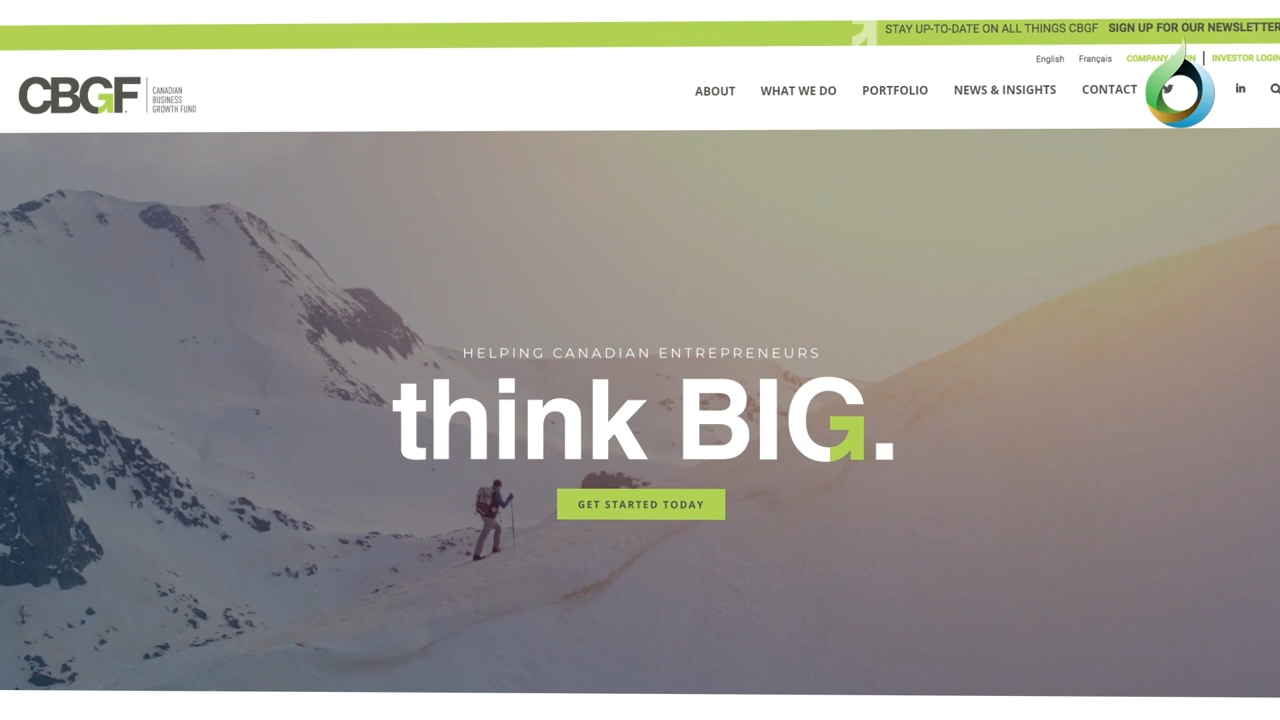 STAY UP-TO-DATE ON ALL THINGS CBGF SIGN UP FOR OUR NEWSLETTER
English Français COMPANY INVESTOR LOGIN
CBGF CANADIAN
BUSINESS
GROWTH FUND
ABOUT WHAT WE DO PORTFOLIO NEWS & INSIGHTS CONTACT
HELPING CANADIAN ENTREPRENEURS
think BIG.
GET STARTED TODAY